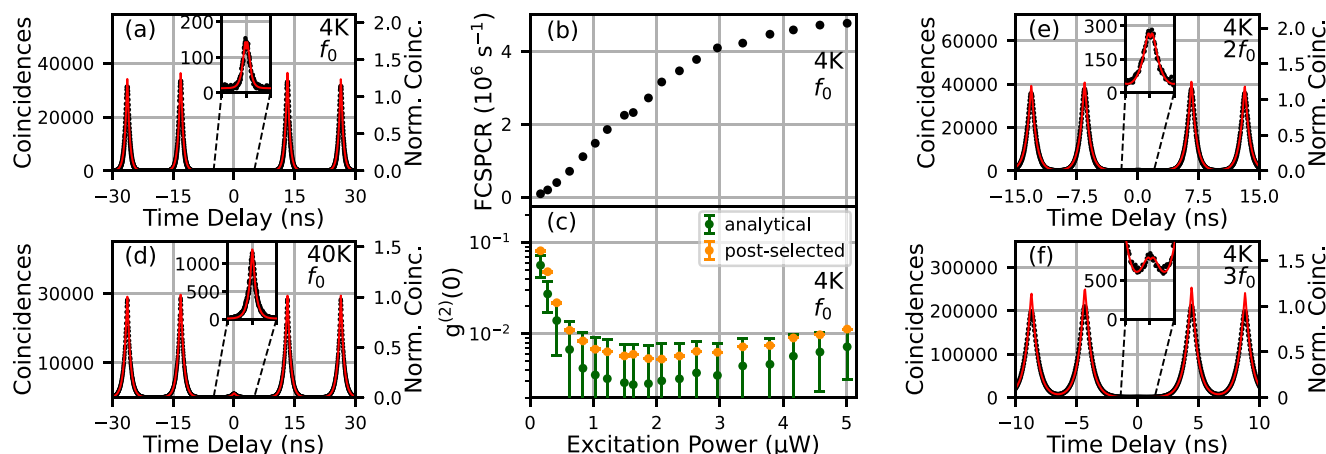 (a)
4K
f₀
Coincidences
40000
20000
0
200
100
0
2.0
1.5
1.0
0.5
0.0
Norm. Coinc.
−30
−15
0
15
30
Time Delay (ns)
(d)
40K
f₀
Coincidences
30000
20000
10000
1000
500
0
1.5
1.0
0.5
0.0
Norm. Coinc.
−30
−15
0
15
30
Time Delay (ns)
(b)
4K
f₀
FCSPCR (10⁶ s⁻¹)
4
2
0
(c)
analytical
post-selected
4K
f₀
g⁽²⁾(0)
10⁻¹
10⁻²
0
1
2
3
4
5
Excitation Power (μW)
(e)
4K
2f₀
Coincidences
60000
40000
20000
0
300
150
0
2.0
1.5
1.0
0.5
0.0
Norm. Coinc.
−15.0
−7.5
0.0
7.5
15.0
Time Delay (ns)
(f)
4K
3f₀
Coincidences
300000
200000
100000
0
500
0
1.5
1.0
0.5
0
Norm. Coinc.
−10
−5
0
5
10
Time Delay (ns)